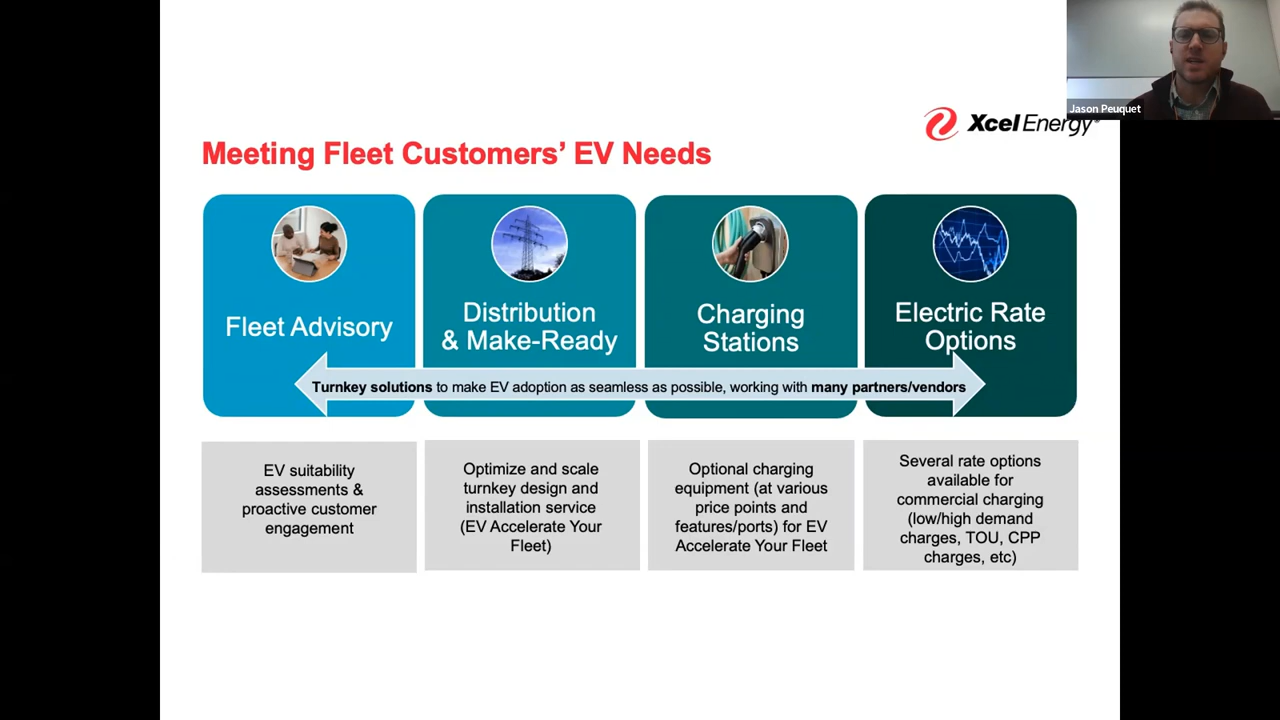 Jason Peuquet
XcelEnergy®
Meeting Fleet Customers’ EV Needs
Fleet Advisory
Distribution
& Make-Ready
Charging
Stations
Electric Rate
Options
Turnkey solutions to make EV adoption as seamless as possible, working with many partners/vendors
EV suitability
assessments &
proactive customer
engagement
Optimize and scale
turnkey design and
installation service
(EV Accelerate Your
Fleet)
Optional charging
equipment (at various
price points and
features/ports) for EV
Accelerate Your Fleet
Several rate options
available for
commercial charging
(low/high demand
charges, TOU, CPP
charges, etc)